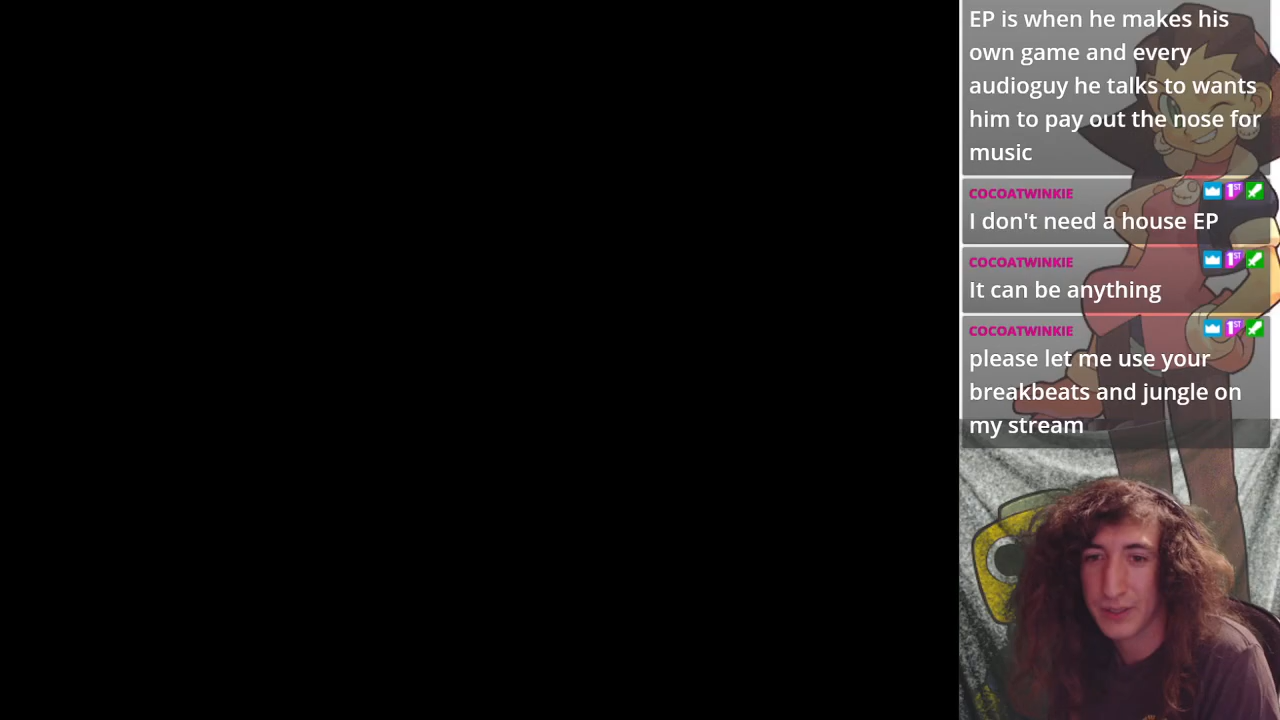 EP is when he makes his
own game and every
audioguy he talks to wants
him to pay out the nose for
music
COCOATWINKIE
I don't need a house EP
COCOATWINKIE
It can be anything
COCOATWINKIE
please let me use your
breakbeats and jungle on
my stream